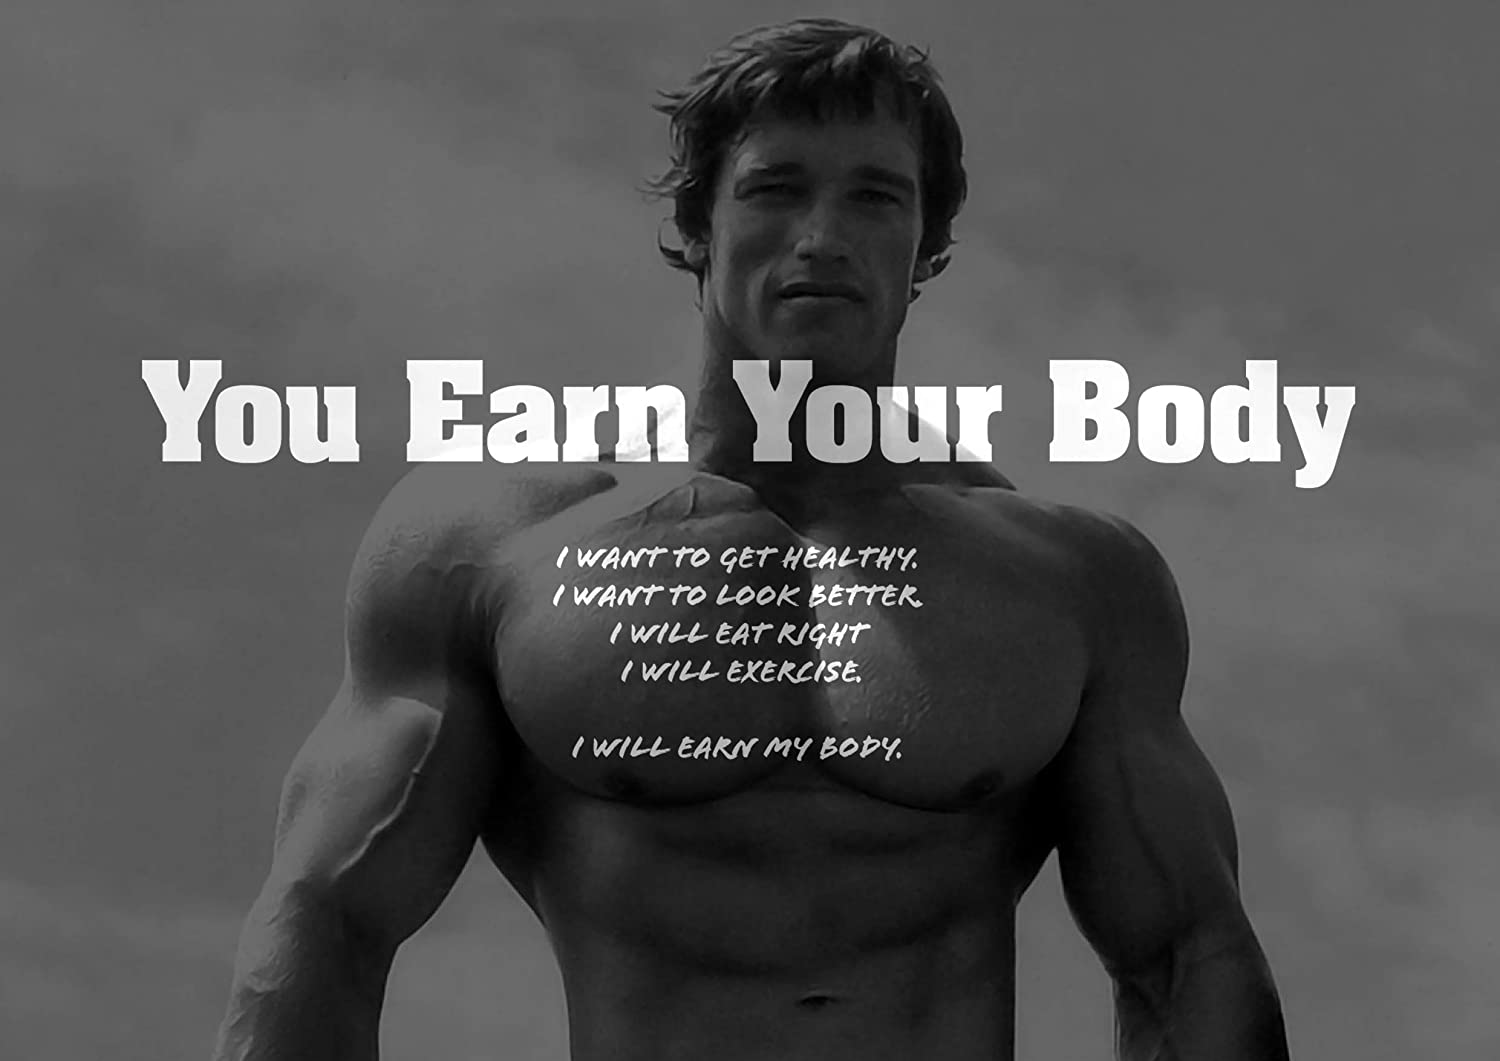 You Earn Your Body
I WANT TO GET HEALTHY.
I WANT TO LOOK BETTER.
I WILL EAT RIGHT
I WILL EXERCISE.
I WILL EARN MY BODY.